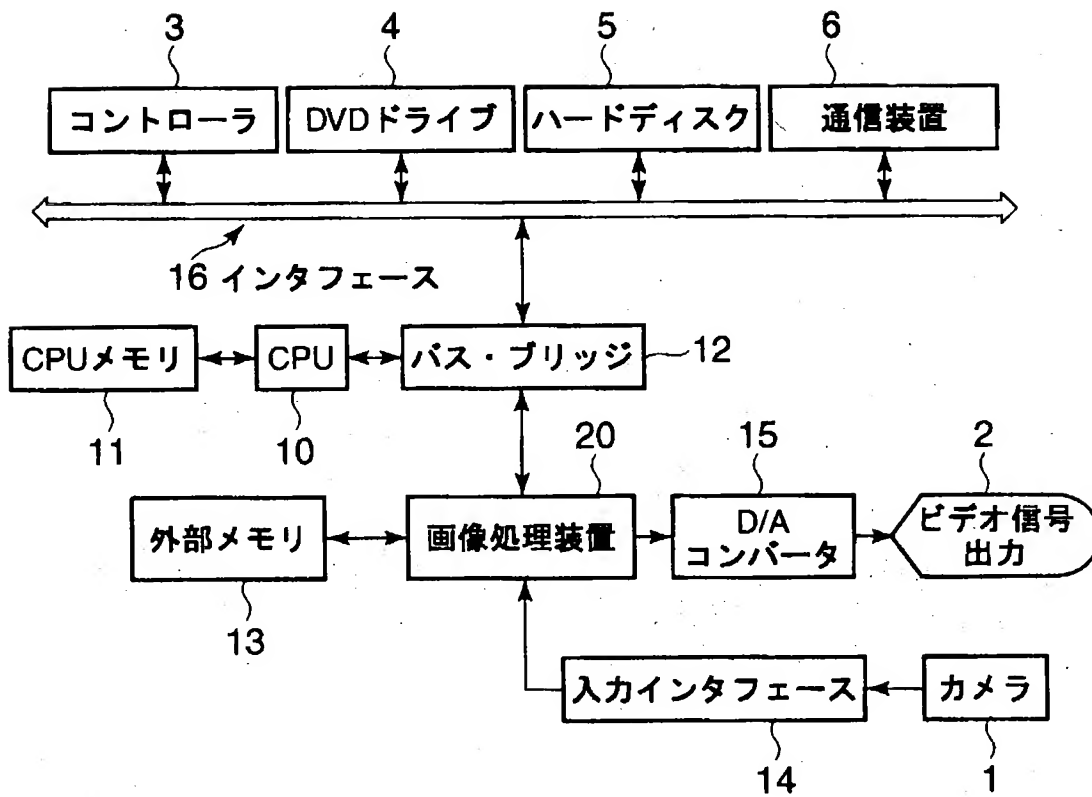 3 4 5 6
コントローラ DVDドライブ ハードディスク 通信装置
16 インタフェース
CPUメモリ CPU バス・ブリッジ 12
11 10 20 15 2
外部メモリ 画像処理装置 D/A
コンバータ ビデオ信号
出力
13
入力インタフェース カメラ
14 1